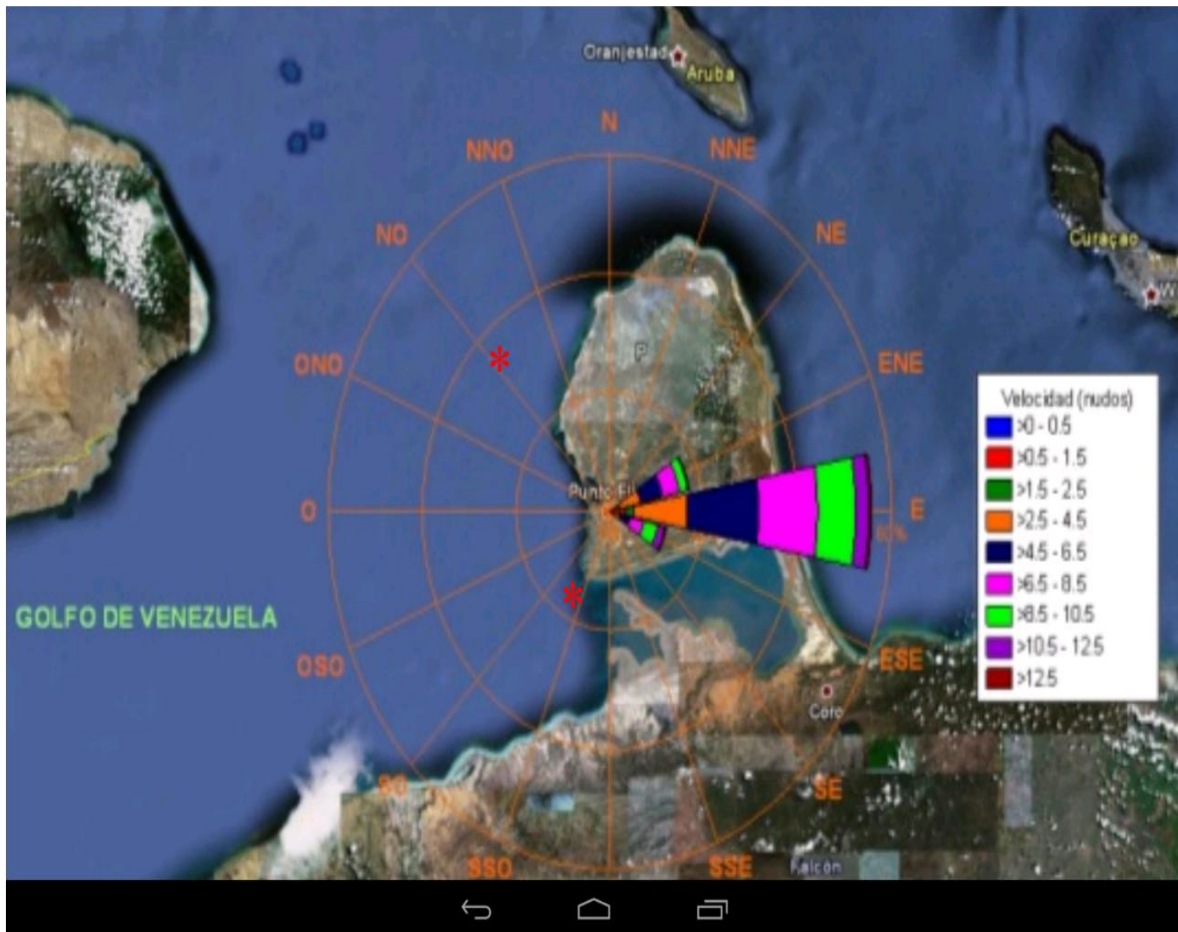 Oranjestad
Aruba
N
NNO
NNE
NO
NE
Curaçao
W
P
ONO
ENE
Velocidad (nudos)
>0 - 0.5
>0.5 - 1.5
>1.5 - 2.5
>2.5 - 4.5
>4.5 - 6.5
>6.5 - 8.5
>8.5 - 10.5
>10.5 - 12.5
>12.5
Punto Fij
O
E
GOLFO DE VENEZUELA
OSO
ESE
Coro
SO
SE
SSO
SSE
Falcón